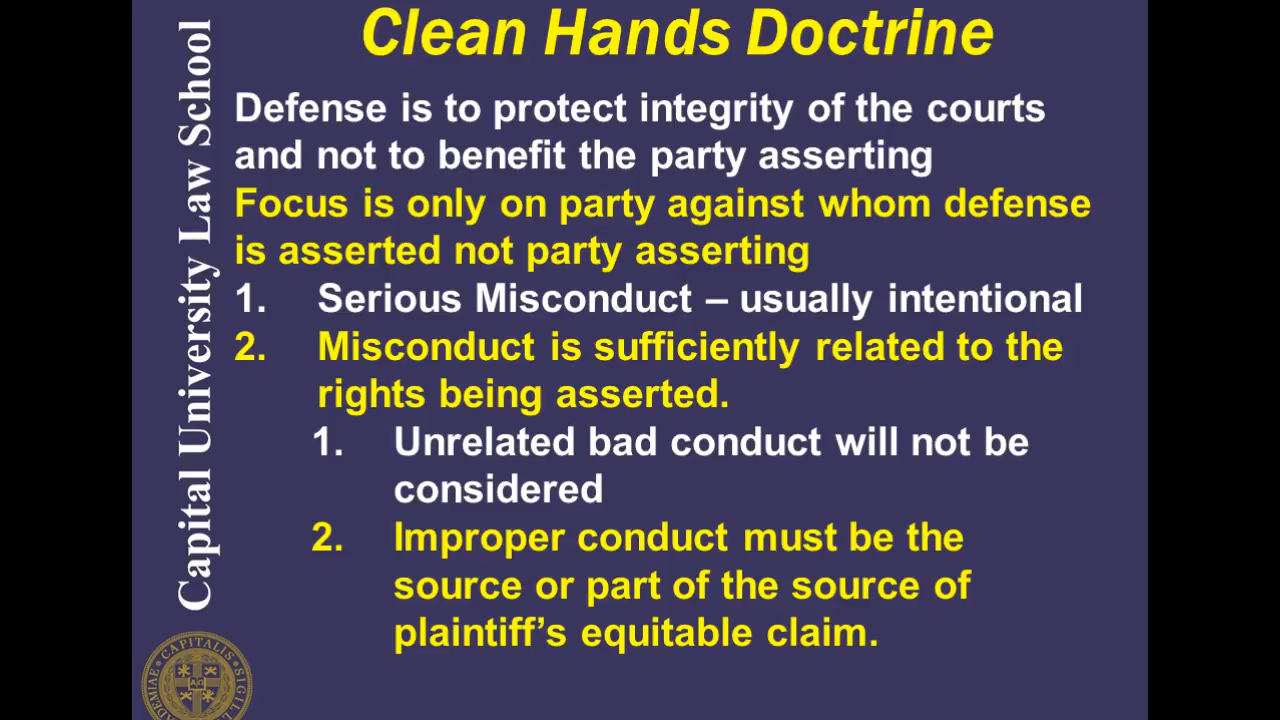 Clean Hands Doctrine
Capital University Law School
Defense is to protect integrity of the courts
and not to benefit the party asserting
Focus is only on party against whom defense
is asserted not party asserting
1. Serious Misconduct – usually intentional
2. Misconduct is sufficiently related to the
rights being asserted.
1. Unrelated bad conduct will not be
considered
2. Improper conduct must be the
source or part of the source of
plaintiff's equitable claim.
CAPITALIS